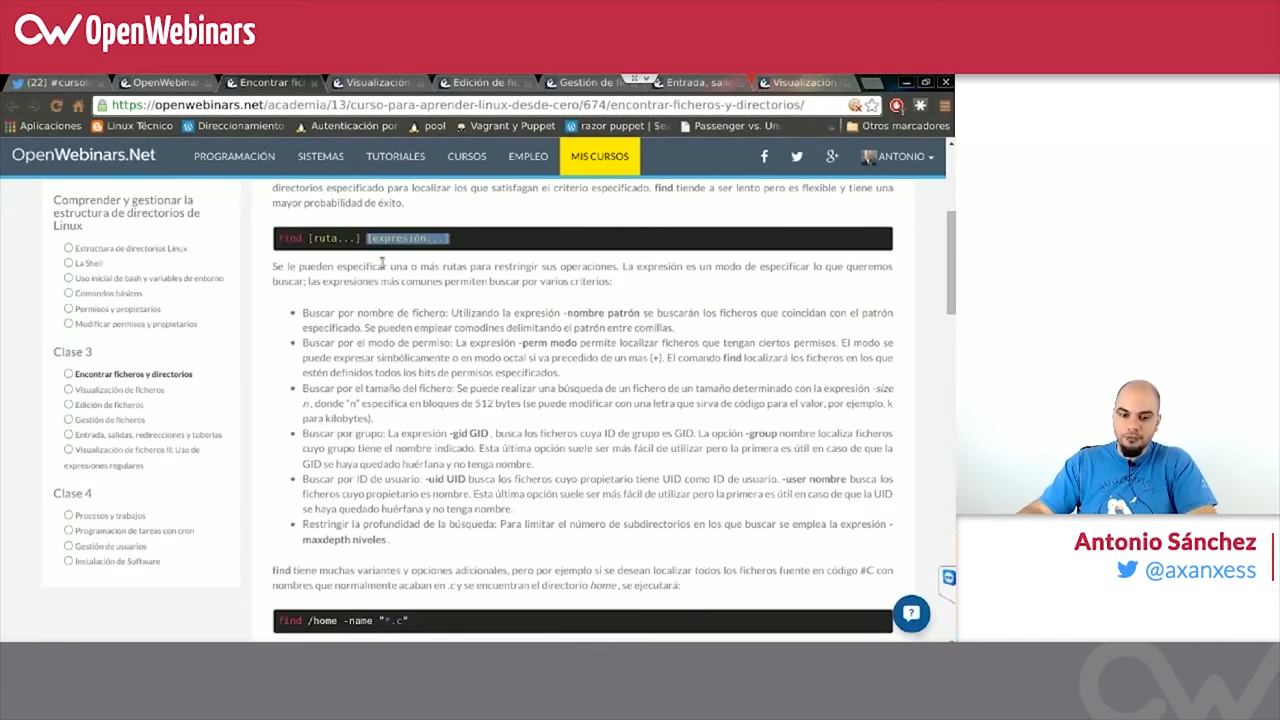 OpenWebinars
(22) #cursol
OpenWebinar
Encontrar fic
Visualización
Edición de fic
Gestión de fi
Entrada, sali
Visualización
https://openwebinars.net/academia/13/curso-para-aprender-linux-desde-cero/674/encontrar-ficheros-y-directorios/
Aplicaciones
Linux Técnico
Direccionamiento
Autenticación por
pool
Vagrant y Puppet
razor puppet | Sea
Passenger vs. Un
Otros marcadores
OpenWebinars.Net
PROGRAMACIÓN
SISTEMAS
TUTORIALES
CURSOS
EMPLEO
MIS CURSOS
ANTONIO
Comprender y gestionar la
estructura de directorios de
Linux
Estructura de directorios Linux
La Shell
Uso inicial de bash y variables de entorno
Comandos básicos
Permisos y propietarios
Modificar permisos y propietarios
Clase 3
Encontrar ficheros y directorios
Visualización de ficheros
Edición de ficheros
Gestión de ficheros
Entrada, salidas, redirecciones y tuberías
Visualización de ficheros II: Uso de
expresiones regulares
Clase 4
Procesos y trabajos
Programación de tareas con cron
Gestión de usuarios
Instalación de Software
directorios especificado para localizar los que satisfagan el criterio especificado. find tiende a ser lento pero es flexible y tiene una
mayor probabilidad de éxito.
find [ruta...] [expresión...]
Se le pueden especificar una o más rutas para restringir sus operaciones. La expresión es un modo de especificar lo que queremos
buscar; las expresiones más comunes permiten buscar por varios criterios:
Buscar por nombre de fichero: Utilizando la expresión -nombre patrón se buscarán los ficheros que coincidan con el patrón
especificado. Se pueden emplear comodines delimitando el patrón entre comillas.
Buscar por el modo de permiso: La expresión -perm modo permite localizar ficheros que tengan ciertos permisos. El modo se
puede expresar simbólicamente o en modo octal si va precedido de un mas (+). El comando find localizará los ficheros en los que
estén definidos todos los bits de permisos especificados.
Buscar por el tamaño del fichero: Se puede realizar una búsqueda de un fichero de un tamaño determinado con la expresión -size
n, donde "n" especifica en bloques de 512 bytes (se puede modificar con una letra que sirva de código para el valor, por ejemplo. k
para kilobytes).
Buscar por grupo: La expresión -gid GID , busca los ficheros cuya ID de grupo es GID. La opción -group nombre localiza ficheros
cuyo grupo tiene el nombre indicado. Esta última opción suele ser más fácil de utilizar pero la primera es útil en caso de que la
GID se haya quedado huérfana y no tenga nombre.
Buscar por ID de usuario: -uid UID busca los ficheros cuyo propietario tiene UID como ID de usuario. -user nombre busca los
ficheros cuyo propietario es nombre. Esta última opción suele ser más fácil de utilizar pero la primera es útil en caso de que la UID
se haya quedado huérfana y no tenga nombre.
Restringir la profundidad de la búsqueda: Para limitar el número de subdirectorios en los que buscar se emplea la expresión -
maxdepth niveles .
find tiene muchas variantes y opciones adicionales, pero por ejemplo si se desean localizar todos los ficheros fuente en código #C con
nombres que normalmente acaban en .c y se encuentran el directorio home, se ejecutará:
find /home -name "*.c"
Antonio Sánchez
@axanxess